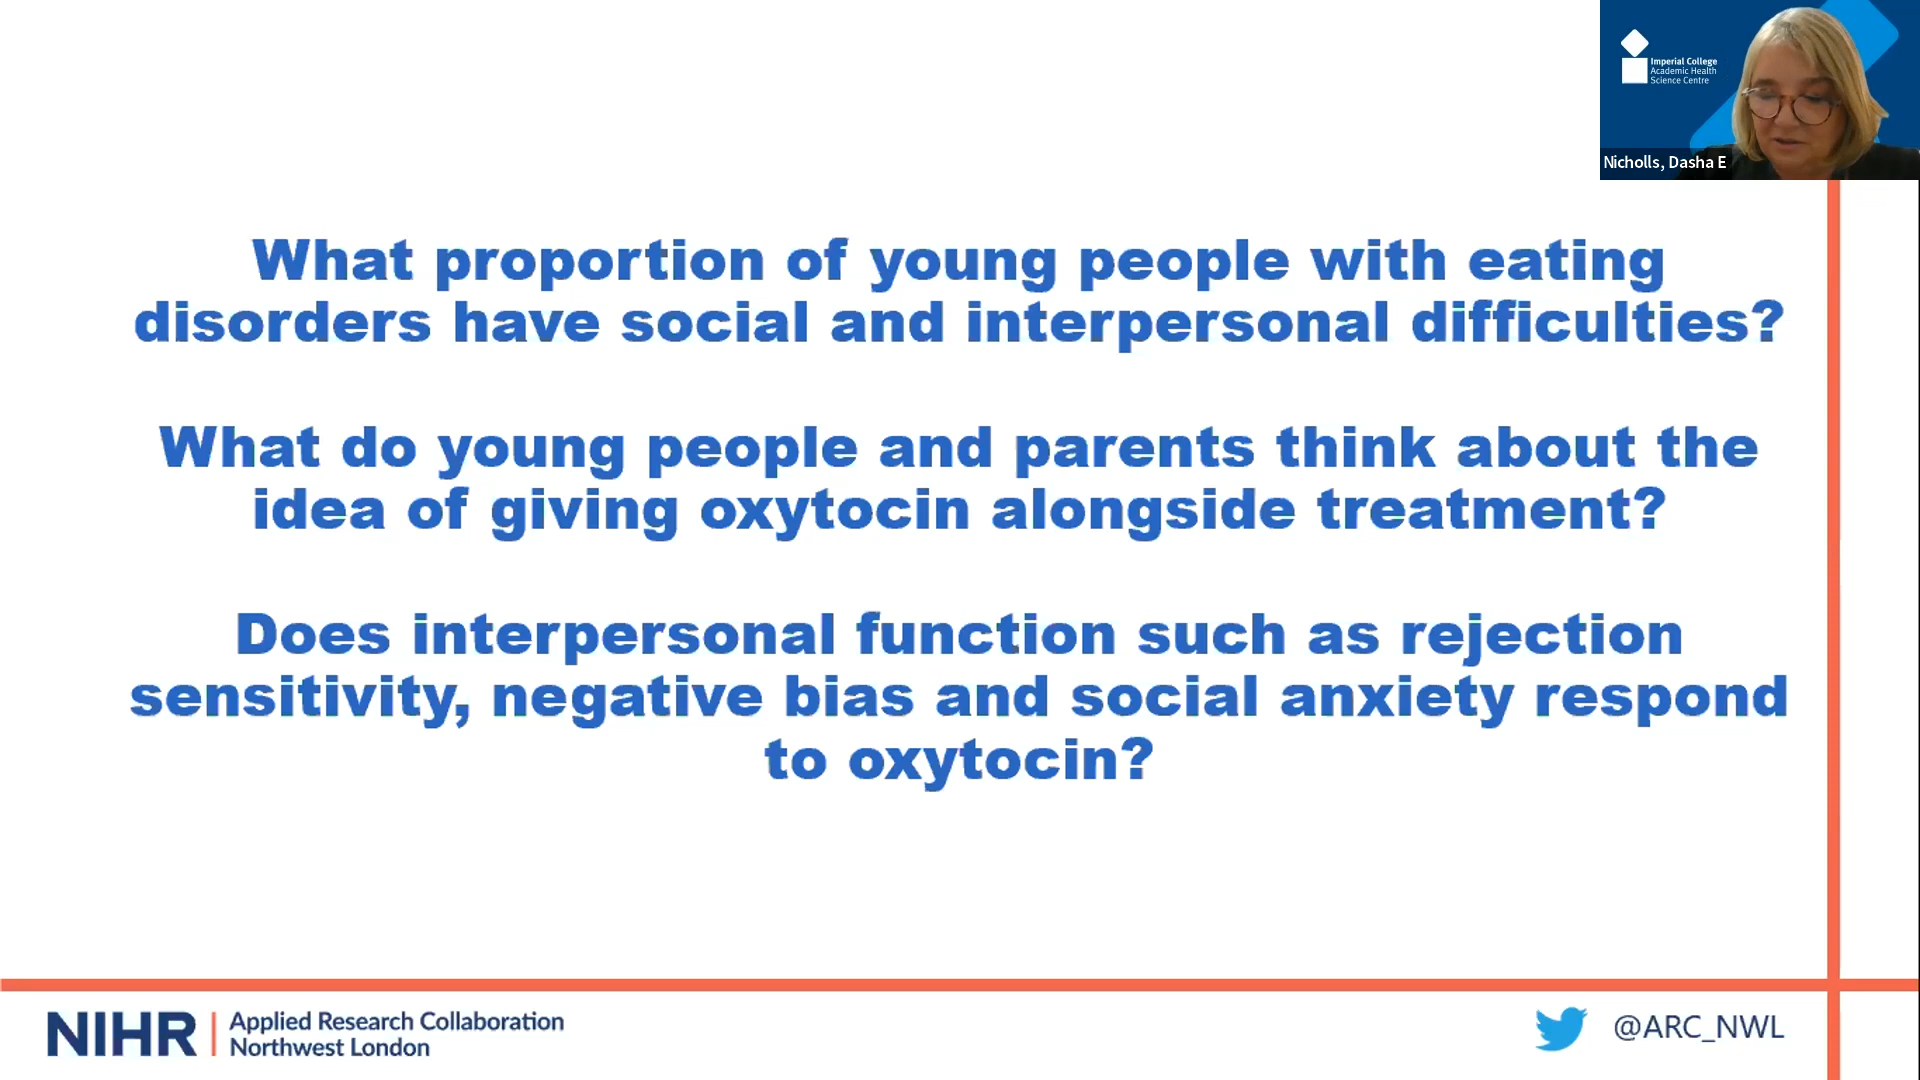 Imperial College
Academic Health
Science Centre
Nicholls, Dasha E
What proportion of young people with eating
disorders have social and interpersonal difficulties?
What do young people and parents think about the
idea of giving oxytocin alongside treatment?
Does interpersonal function such as rejection
sensitivity, negative bias and social anxiety respond
to oxytocin?
NIHR
Applied Research Collaboration
Northwest London
@ARC_NWL